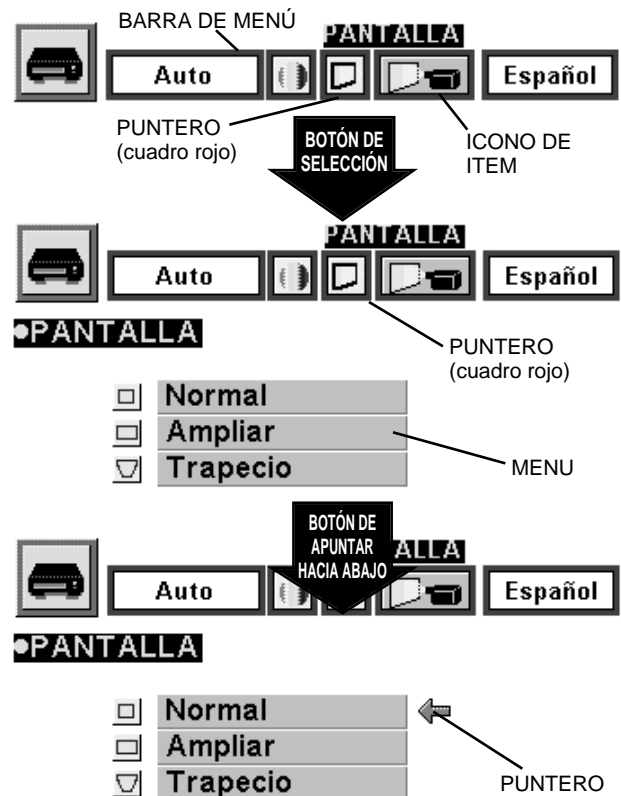 BARRA DE MENÚ
PANTALLA
Auto
Español
PUNTERO
(cuadro rojo)
BOTÓN DE
SELECCIÓN
ICONO DE
ITEM
PANTALLA
Auto
Español
●PANTALLA
PUNTERO
(cuadro rojo)
Normal
Ampliar
Trapecio
MENU
BOTÓN DE
APUNTAR
HACIA ABAJO
ALLA
Auto
Español
●PANTALLA
Normal
Ampliar
Trapecio
PUNTERO